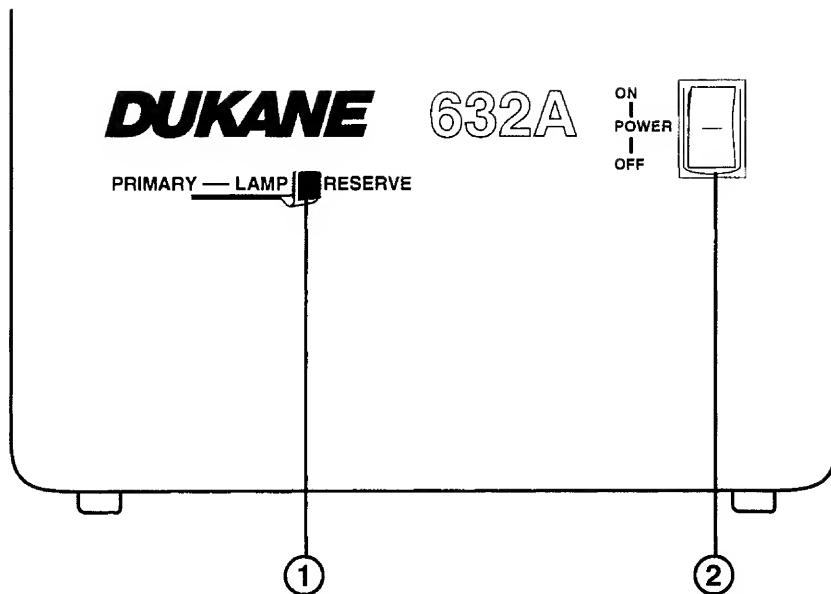 DUKANE 632A
ON
POWER
OFF
PRIMARY — LAMP RESERVE
1 2